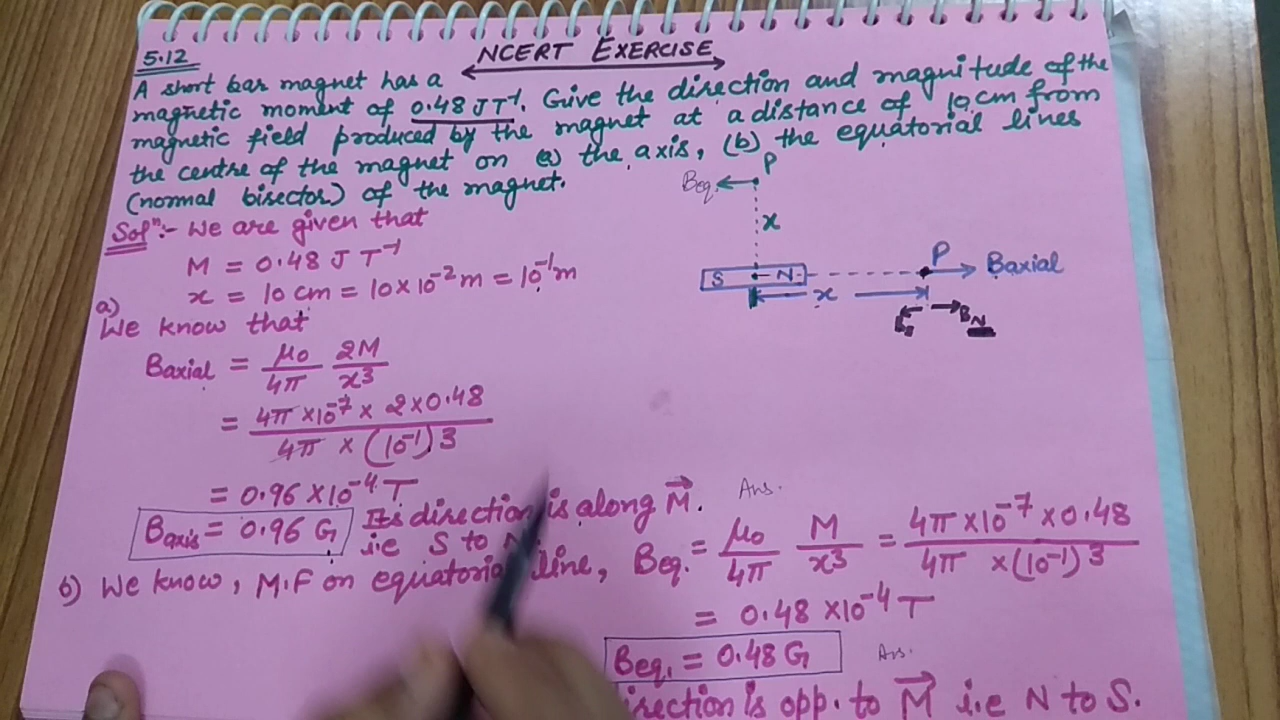 NCERT EXERCISE
5.12
A short bar magnet has a
magnetic moment of 0.48 J T⁻¹. Give the direction and magnitude of the
magnetic field produced by the magnet at a distance of 10 cm from
the centre of the magnet on (a) the axis, (b) the equatorial lines
(normal bisector) of the magnet.
P
Beq.
x
S N
P
Baxial
x
B_N
Solⁿ:- We are given that
M = 0.48 J T⁻¹
x = 10 cm = 10 × 10⁻² m = 10⁻¹ m
a)
We know that
Baxial = μ₀/4π 2M/x³
= 4π × 10⁻⁷ × 2 × 0.48 / 4π × (10⁻¹)3
= 0.96 × 10⁻⁴ T
Baxis = 0.96 G Its direction is along M⃗. Ans.
i.e S to N
b) We know, M.F on equatorial line, Beq. = μ₀/4π M/x³ = 4π × 10⁻⁷ × 0.48 / 4π × (10⁻¹)3
= 0.48 × 10⁻⁴ T
Beq. = 0.48 G Ans.
direction is opp. to M⃗ i.e N to S.